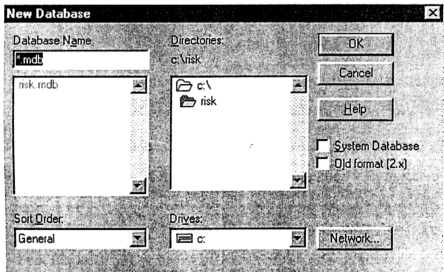 New Database
Database Name
*.mdb
risk.mdb
Sort Order:
General
Directories:
c:\risk
c:\
risk
Drives:
c:
OK
Cancel
Help
System Database
Old format (2.x)
Network...